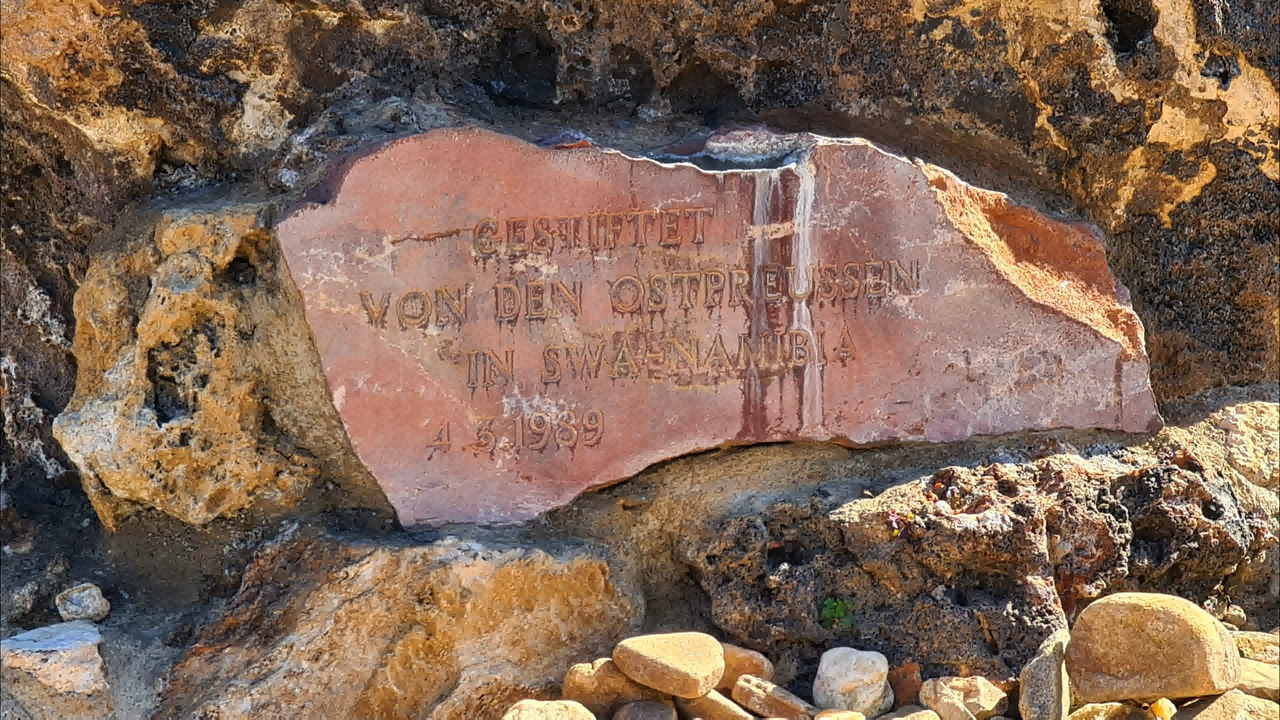 GESTIFTET
VON DEN OSTPREUSSEN
IN SWA-NAMIBIA
4.3.1989